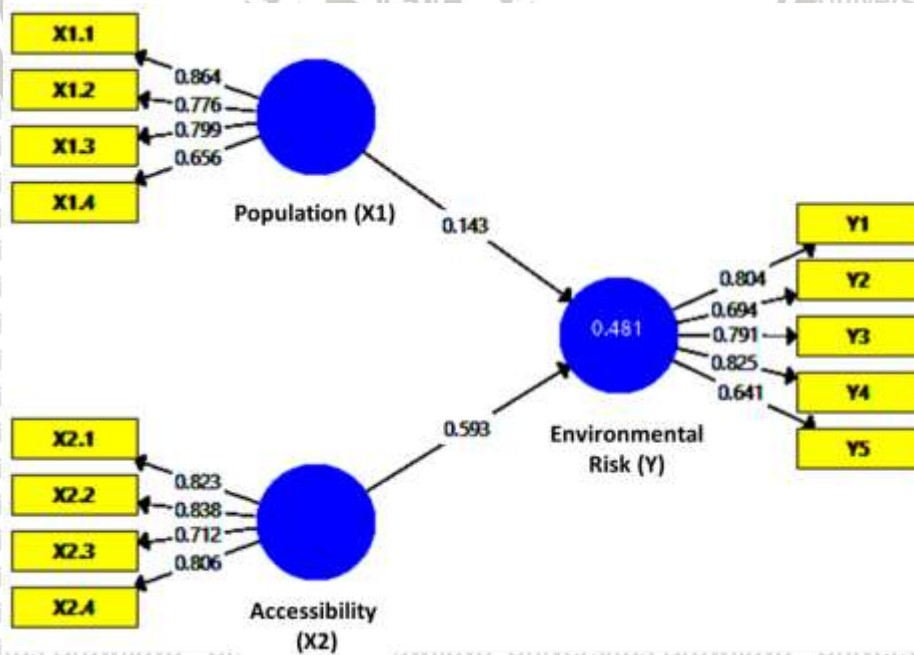 X1.1
X1.2
X1.3
X1.4
0.864
0.776
0.799
0.656
Population (X1)
0.143
Y1
Y2
Y3
Y4
Y5
0.804
0.694
0.791
0.825
0.641
0.481
Environmental
Risk (Y)
0.593
X2.1
X2.2
X2.3
X2.4
0.823
0.838
0.712
0.806
Accessibility
(X2)